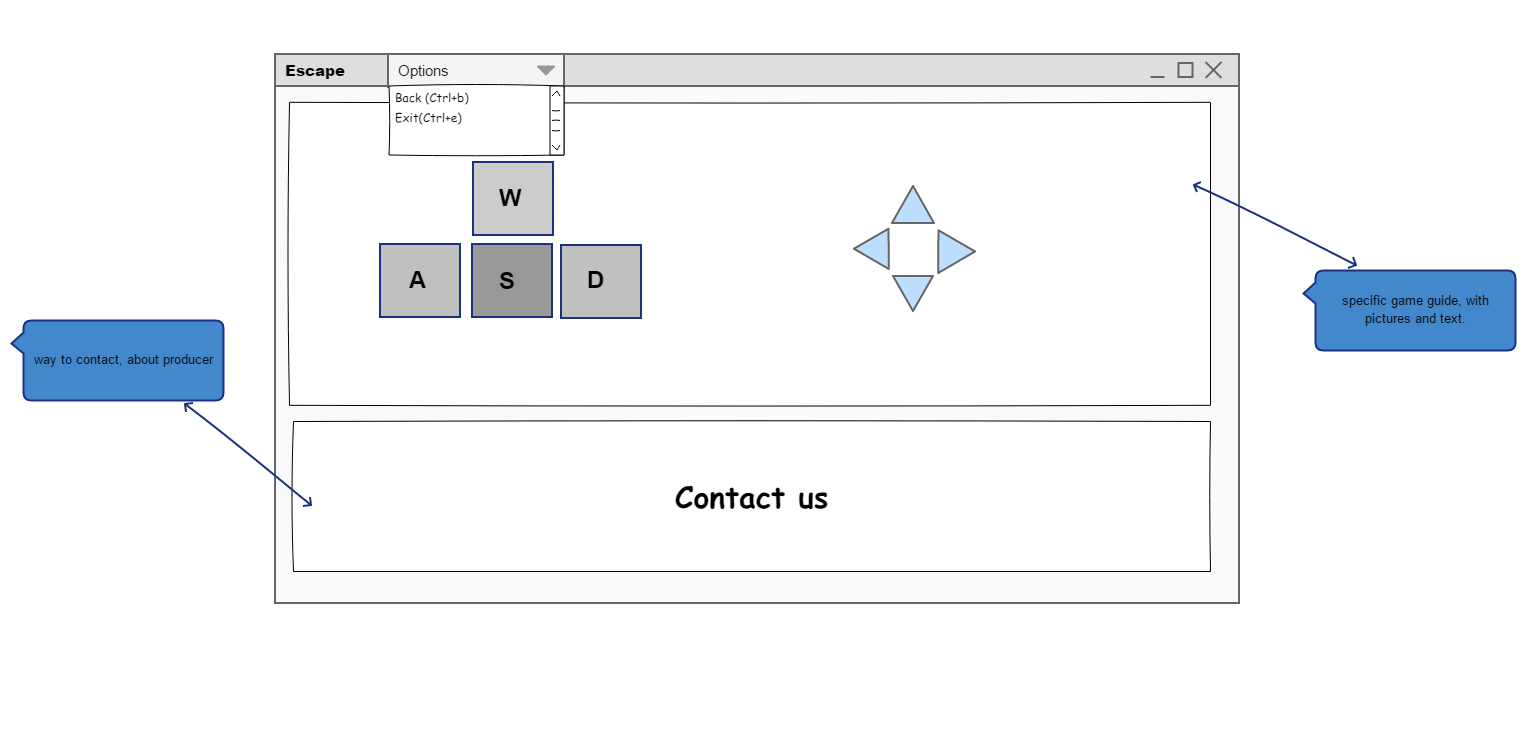 Escape
Options
Back (Ctrl+b)
Exit(Ctrl+e)
W
A
S
D
specific game guide, with
pictures and text.
way to contact, about producer
Contact us